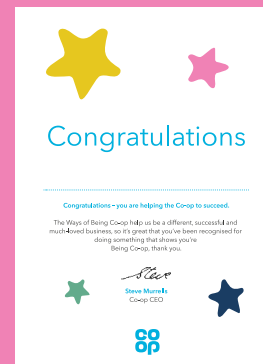 Congratulations
Congratulations – you are helping the Co-op to succeed.
The Ways of Being Co-op help us be a different, successful and
much-loved business, so it's great that you've been recognised for
doing something that shows you're
Being Co-op, thank you.
Steve
Steve Murrells
Co-op CEO
CO
OP